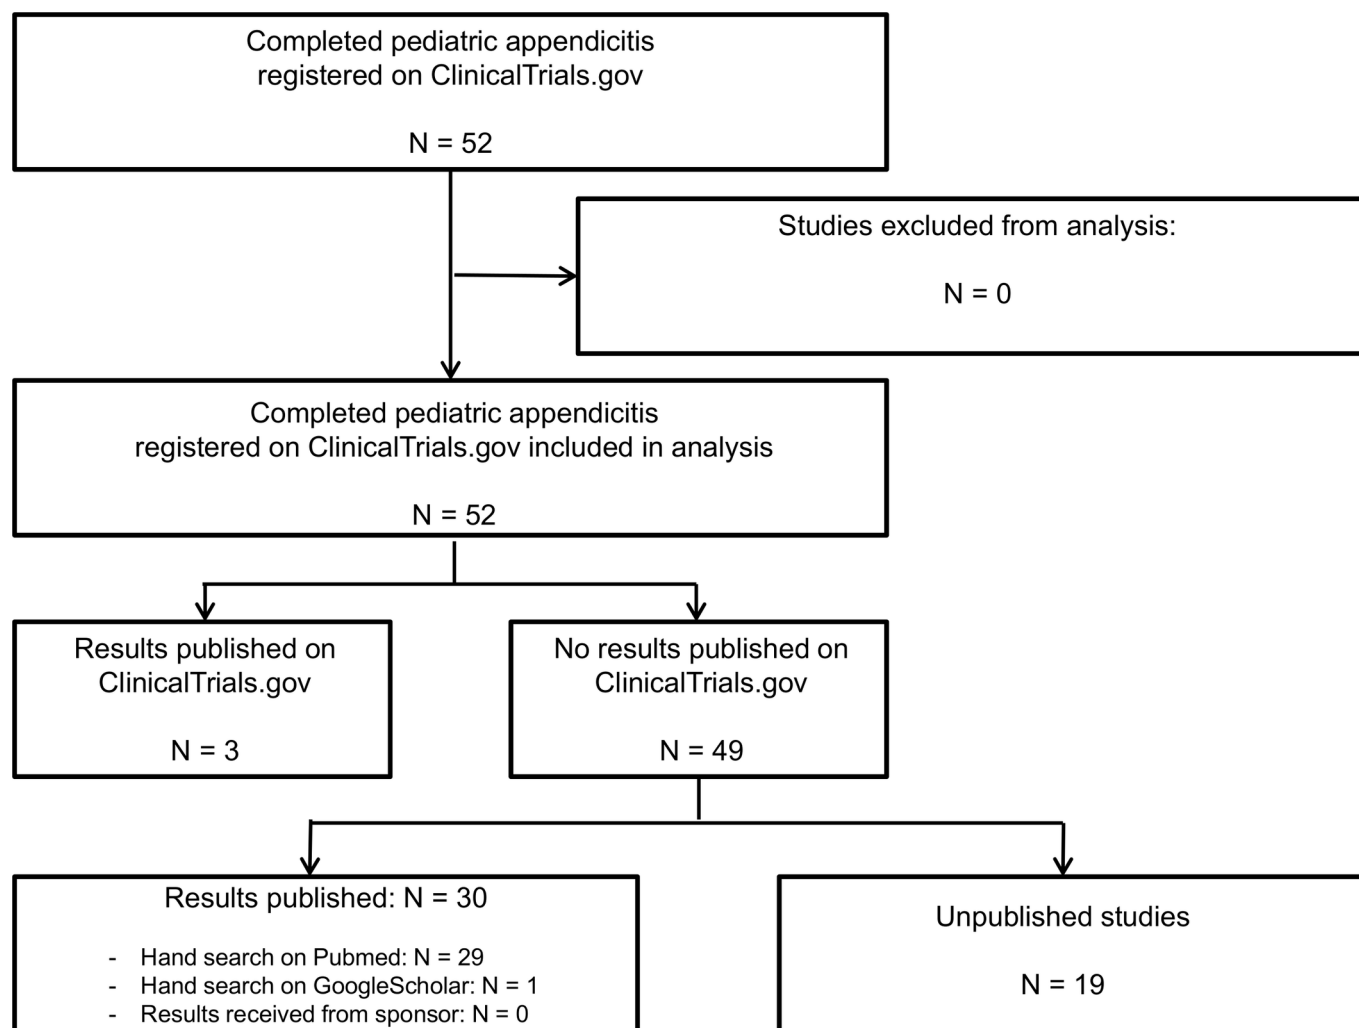 Completed pediatric appendicitis
registered on ClinicalTrials.gov
N = 52
Studies excluded from analysis:
N = 0
Completed pediatric appendicitis
registered on ClinicalTrials.gov included in analysis
N = 52
Results published on
ClinicalTrials.gov
N = 3
No results published on
ClinicalTrials.gov
N = 49
Results published: N = 30
- Hand search on Pubmed: N = 29
- Hand search on GoogleScholar: N = 1
- Results received from sponsor: N = 0
Unpublished studies
N = 19